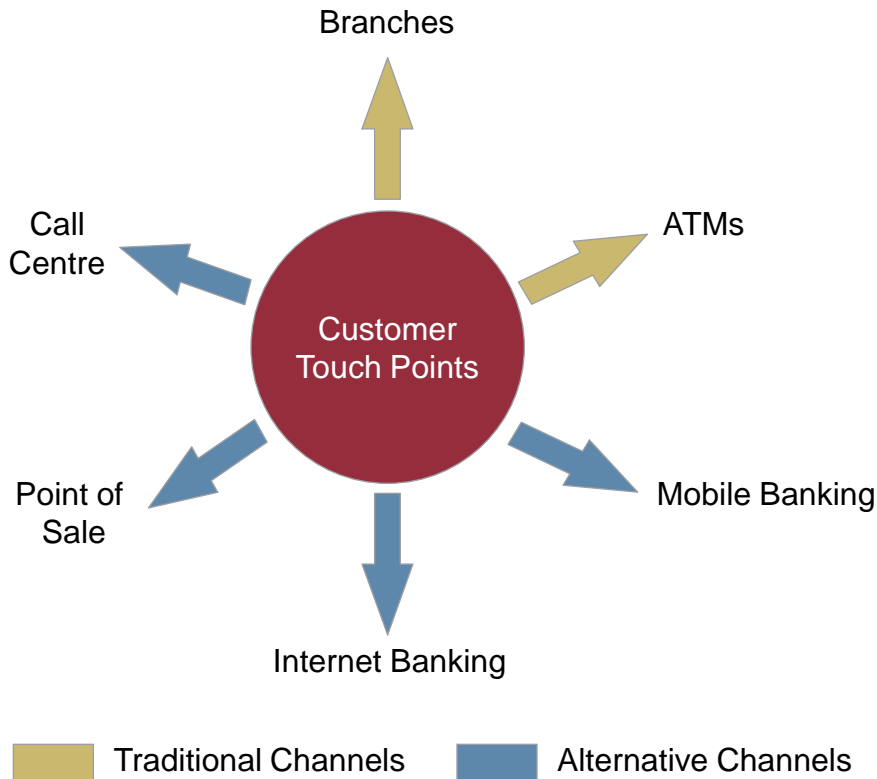 Branches
Call
Centre
ATMs
Customer
Touch Points
Point of
Sale
Mobile Banking
Internet Banking
Traditional Channels
Alternative Channels